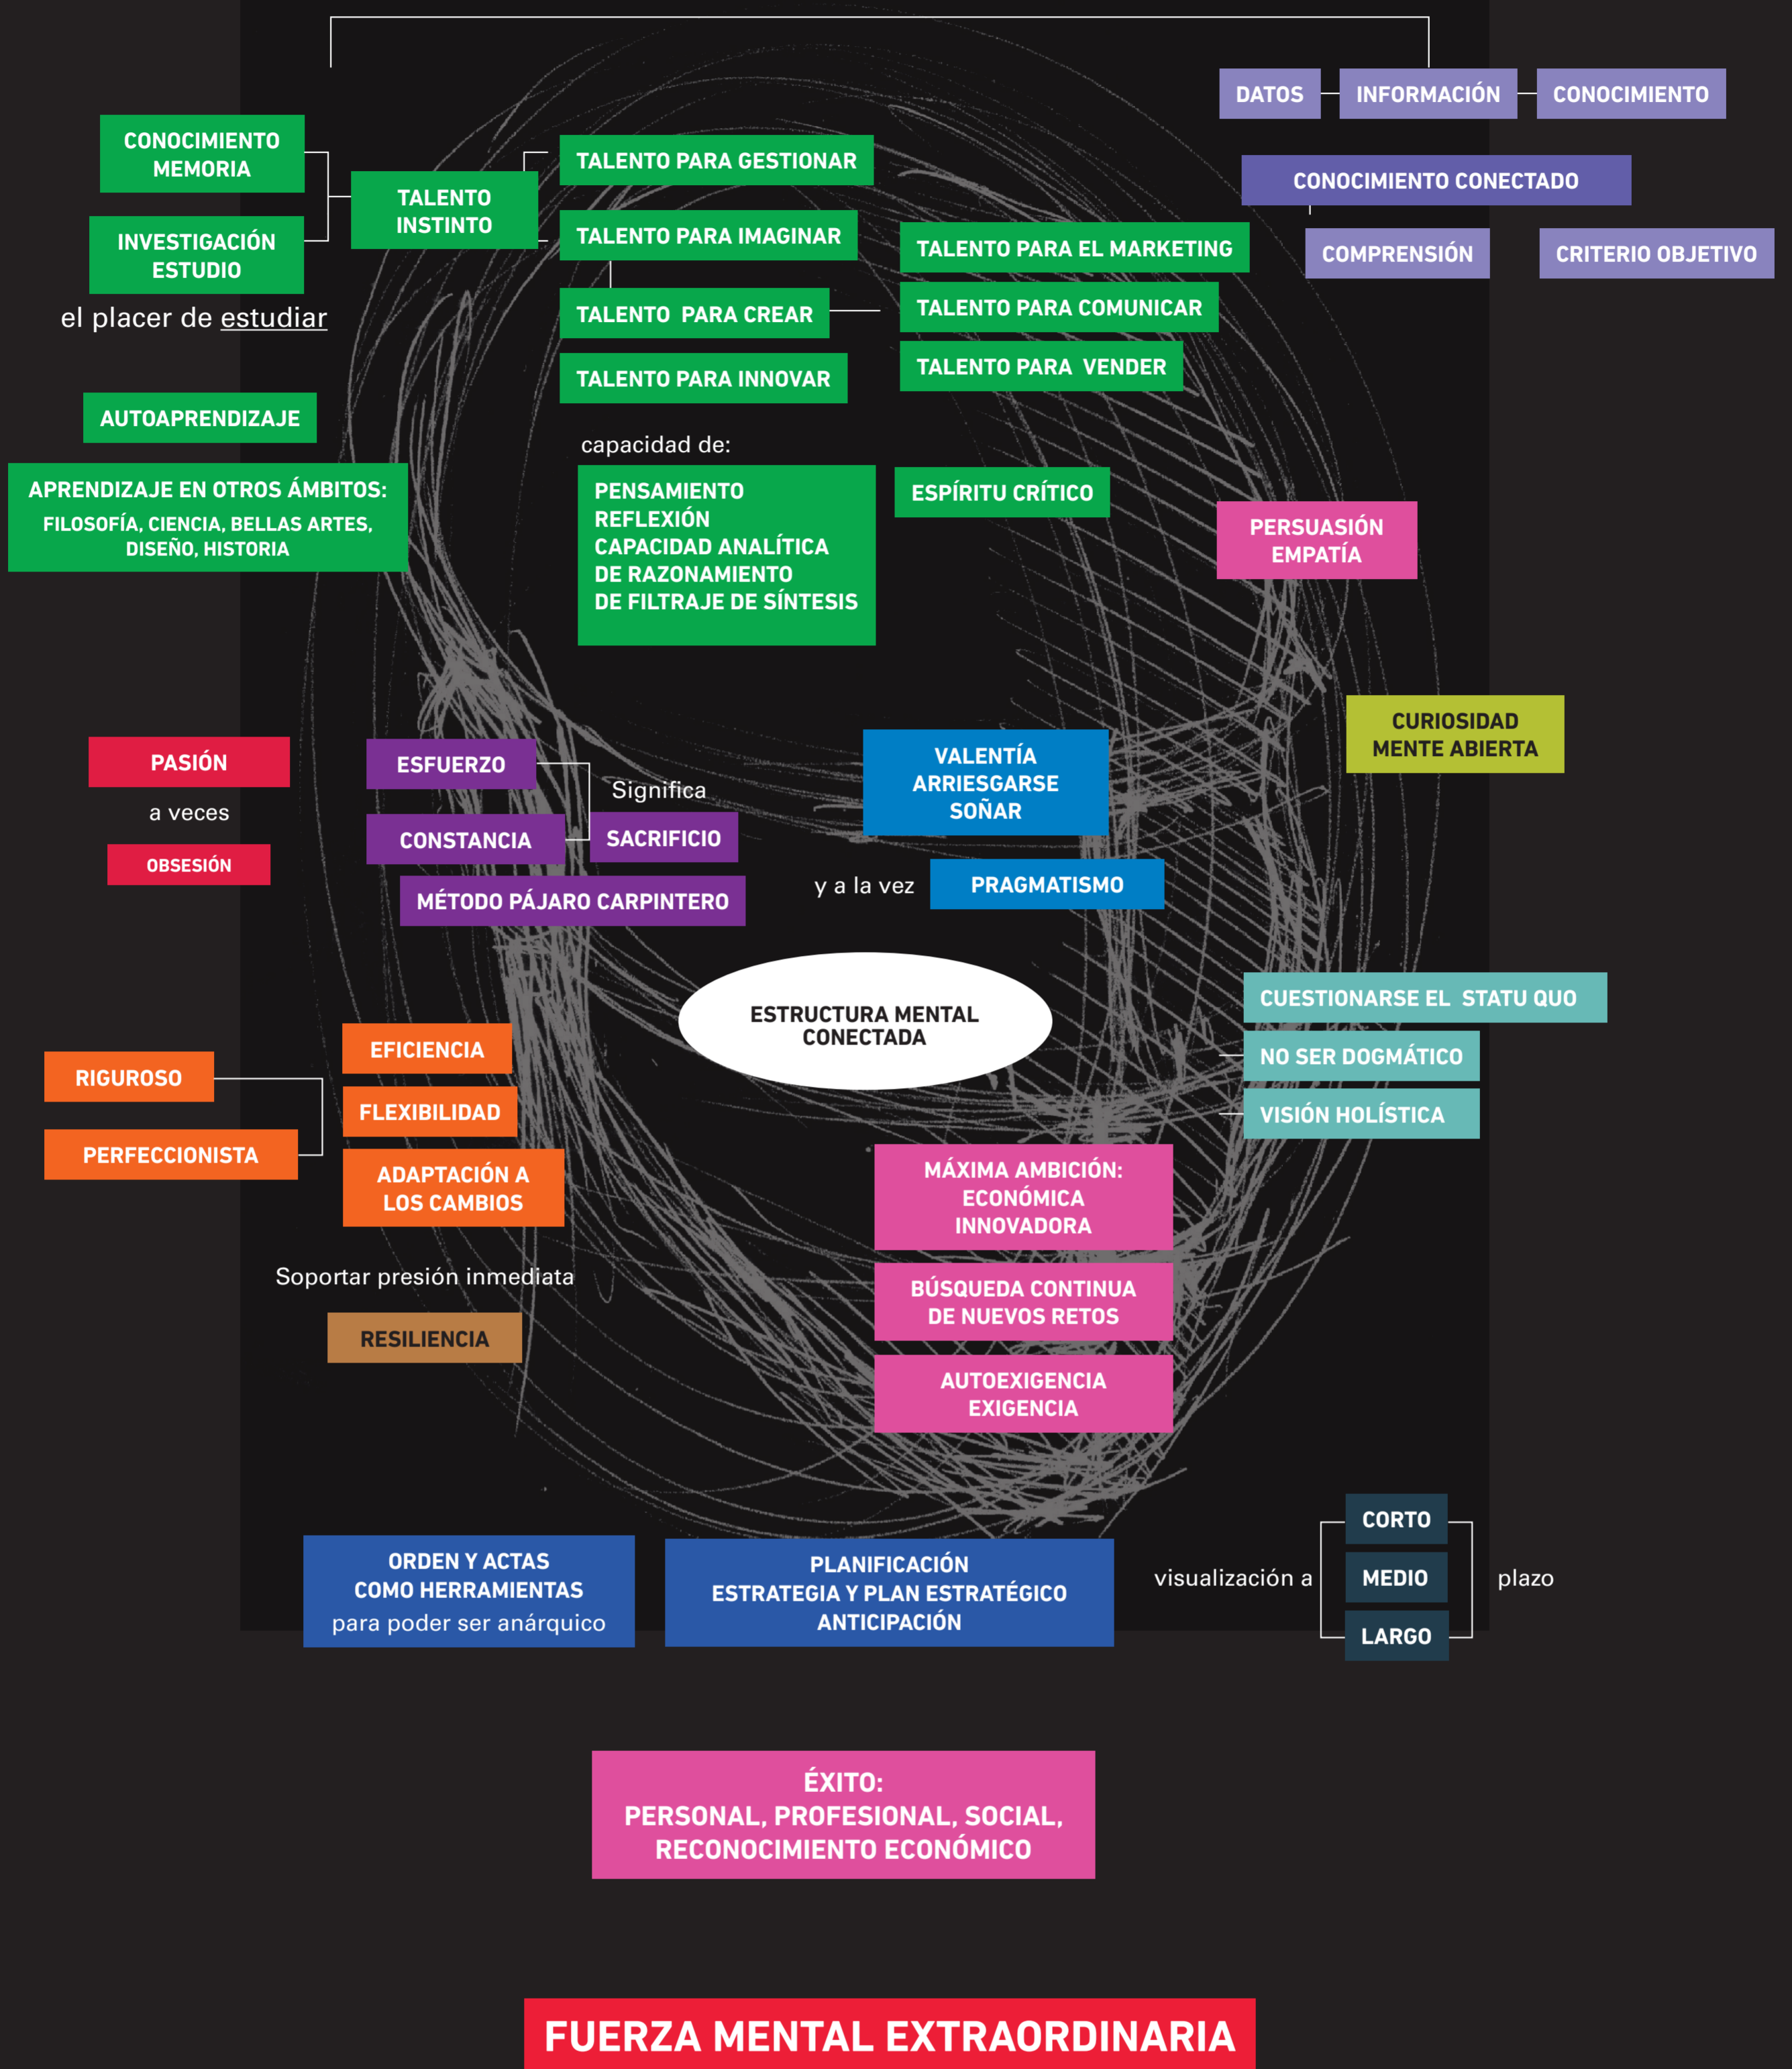 DATOS
INFORMACIÓN
CONOCIMIENTO
CONOCIMIENTO
MEMORIA
INVESTIGACIÓN
ESTUDIO
el placer de estudiar
TALENTO
INSTINTO
TALENTO PARA GESTIONAR
TALENTO PARA IMAGINAR
TALENTO PARA CREAR
TALENTO PARA INNOVAR
TALENTO PARA EL MARKETING
TALENTO PARA COMUNICAR
TALENTO PARA VENDER
CONOCIMIENTO CONECTADO
COMPRENSIÓN
CRITERIO OBJETIVO
AUTOAPRENDIZAJE
APRENDIZAJE EN OTROS ÁMBITOS:
FILOSOFÍA, CIENCIA, BELLAS ARTES,
DISEÑO, HISTORIA
capacidad de:
PENSAMIENTO
REFLEXIÓN
CAPACIDAD ANALÍTICA
DE RAZONAMIENTO
DE FILTRAJE DE SÍNTESIS
ESPÍRITU CRÍTICO
PERSUASIÓN
EMPATÍA
CURIOSIDAD
MENTE ABIERTA
PASIÓN
a veces
OBSESIÓN
ESFUERZO
Significa
CONSTANCIA
SACRIFICIO
MÉTODO PÁJARO CARPINTERO
VALENTÍA
ARRIESGARSE
SOÑAR
y a la vez
PRAGMATISMO
ESTRUCTURA MENTAL
CONECTADA
CUESTIONARSE EL STATU QUO
NO SER DOGMÁTICO
VISIÓN HOLÍSTICA
RIGUROSO
PERFECCIONISTA
EFICIENCIA
FLEXIBILIDAD
ADAPTACIÓN A
LOS CAMBIOS
Soportar presión inmediata
RESILIENCIA
MÁXIMA AMBICIÓN:
ECONÓMICA
INNOVADORA
BÚSQUEDA CONTINUA
DE NUEVOS RETOS
AUTOEXIGENCIA
EXIGENCIA
ORDEN Y ACTAS
COMO HERRAMIENTAS
para poder ser anárquico
PLANIFICACIÓN
ESTRATEGIA Y PLAN ESTRATÉGICO
ANTICIPACIÓN
visualización a
CORTO
MEDIO
LARGO
plazo
ÉXITO:
PERSONAL, PROFESIONAL, SOCIAL,
RECONOCIMIENTO ECONÓMICO
FUERZA MENTAL EXTRAORDINARIA